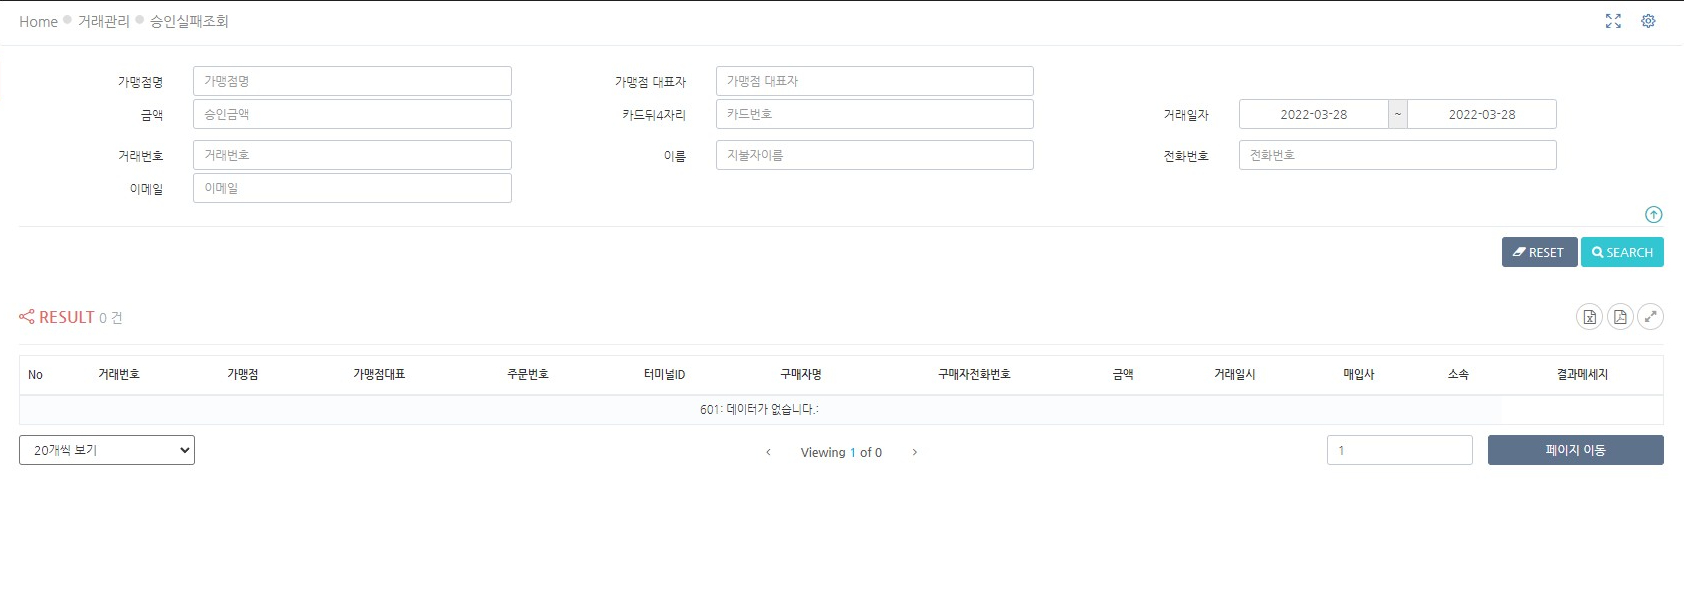 Home 거래관리 승인실패조회
가맹점명 가맹점명 가맹점 대표자 가맹점 대표자
금액 승인금액 카드뒤4자리 카드번호 거래일자 2022-03-28 ~ 2022-03-28
거래번호 거래번호 이름 지불자이름 전화번호 전화번호
이메일 이메일
RESET SEARCH
RESULT 0 건
No 거래번호 가맹점 가맹점대표 주문번호 터미널ID 구매자명 구매자전화번호 금액 거래일시 매입사 소속 결과메세지
601: 데이터가 없습니다.:
20개씩 보기 ‹ Viewing 1 of 0 › 1 페이지 이동